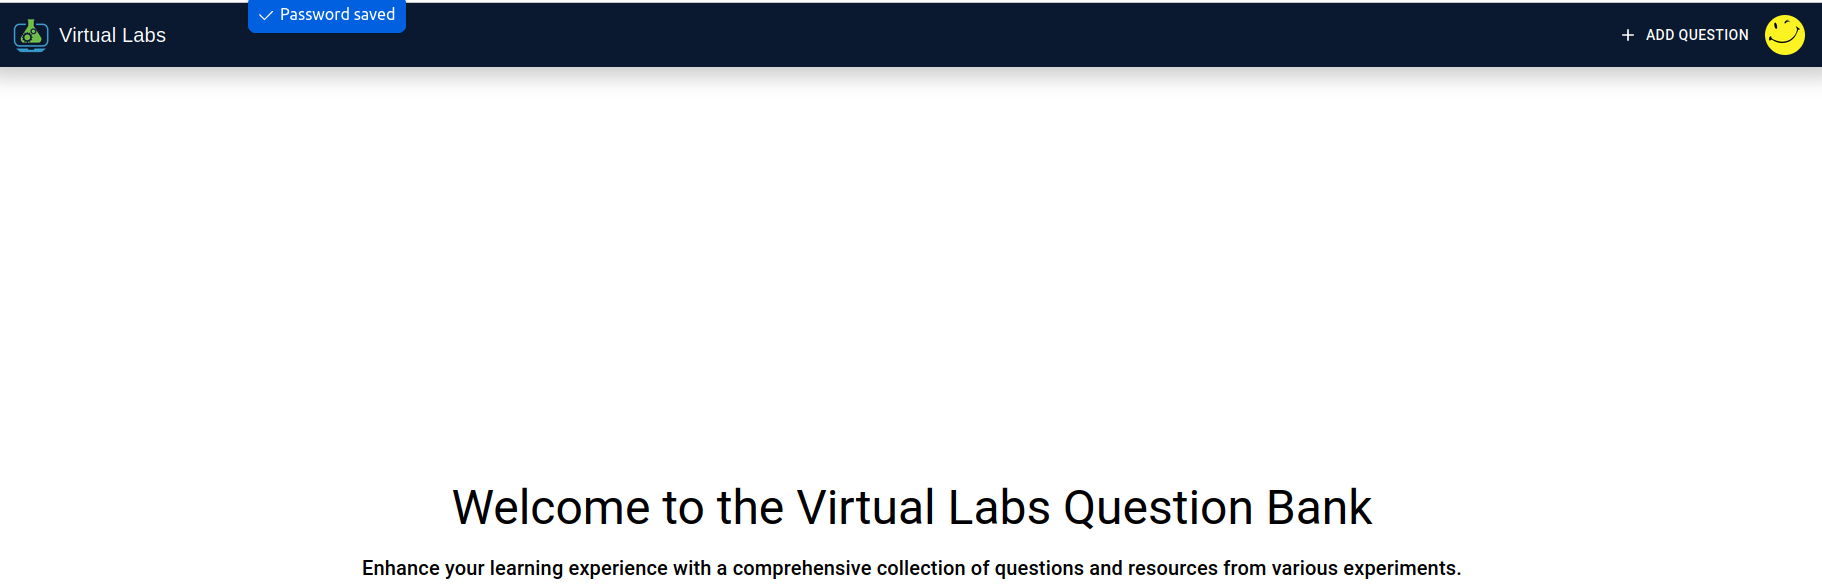 Password saved
Virtual Labs
ADD QUESTION
Welcome to the Virtual Labs Question Bank
Enhance your learning experience with a comprehensive collection of questions and resources from various experiments.